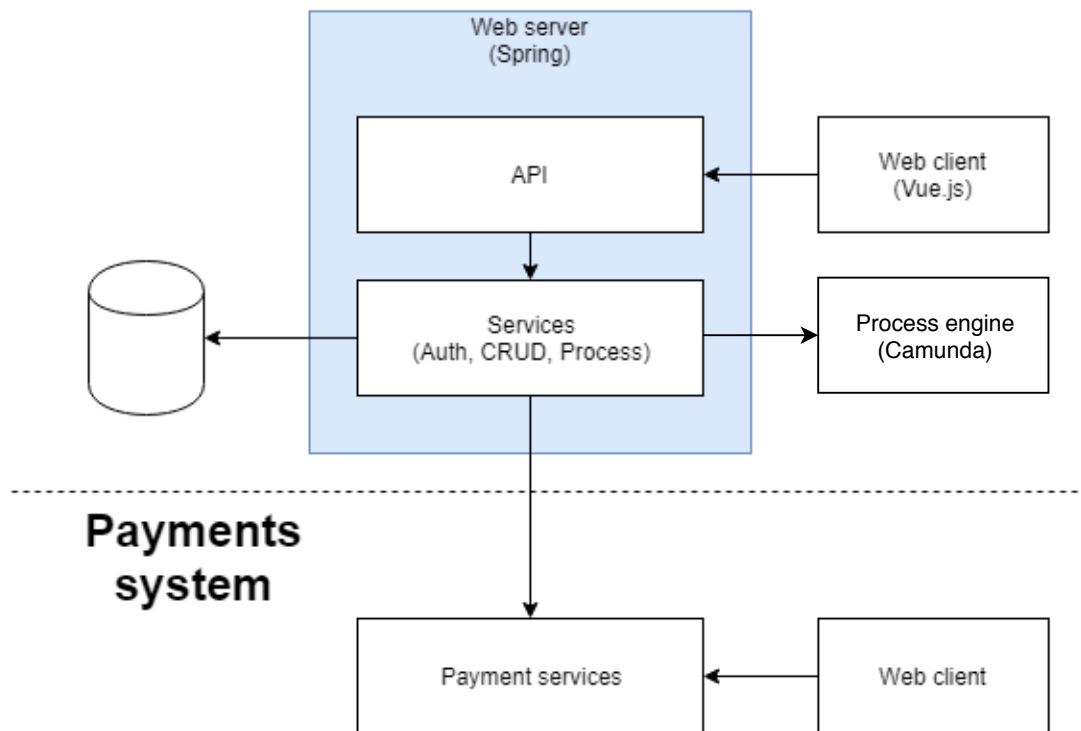 Web server
(Spring)
API
Web client
(Vue.js)
Services
(Auth, CRUD, Process)
Process engine
(Camunda)
Payments
system
Payment services
Web client